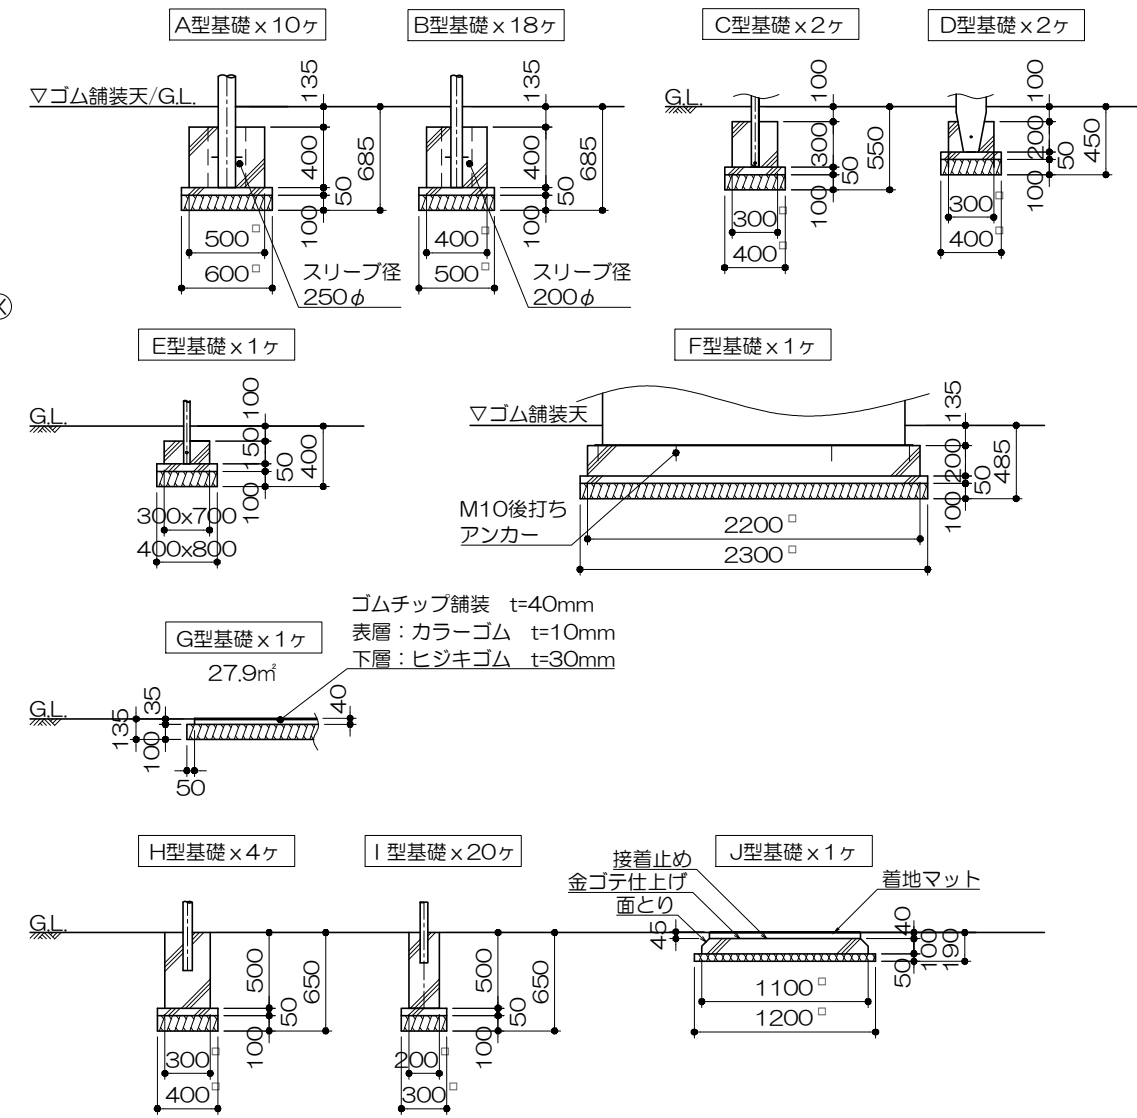 A型基礎x10ヶ
B型基礎x18ヶ
C型基礎x2ヶ
D型基礎x2ヶ
▽ゴム舗装天/G.L.
135
400
50
100
685
500□
600□
スリーブ径
250φ
135
400
50
100
685
400□
500□
スリーブ径
200φ
G.L.
100
300
50
100
550
300□
400□
100
200
50
100
450
300□
400□
E型基礎x1ヶ
F型基礎x1ヶ
G.L.
100
150
50
100
400
300x700
400x800
▽ゴム舗装天
135
200
50
100
485
M10後打ち
アンカー
2200□
2300□
G型基礎x1ヶ
27.9㎡
ゴムチップ舗装 t=40mm
表層：カラーゴム t=10mm
下層：ヒジキゴム t=30mm
G.L.
35
135
100
40
50
H型基礎x4ヶ
I型基礎x20ヶ
J型基礎x1ヶ
G.L.
500
50
100
650
300□
400□
500
50
100
650
200□
300□
接着止め
金ゴテ仕上げ
面とり
着地マット
45
40
100
50
190
1100□
1200□